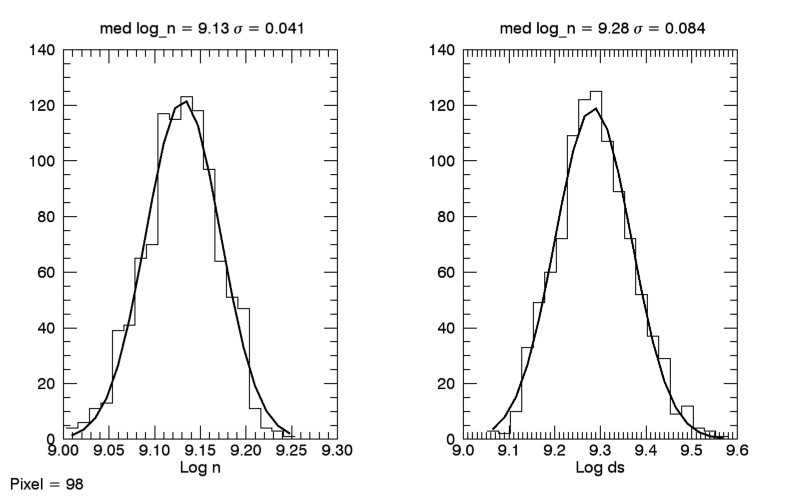 med log_n = 9.13 σ = 0.041
140
120
100
80
60
40
20
0
9.00 9.05 9.10 9.15 9.20 9.25 9.30
Log n
med log_n = 9.28 σ = 0.084
140
120
100
80
60
40
20
0
9.0 9.1 9.2 9.3 9.4 9.5 9.6
Log ds
Pixel = 98